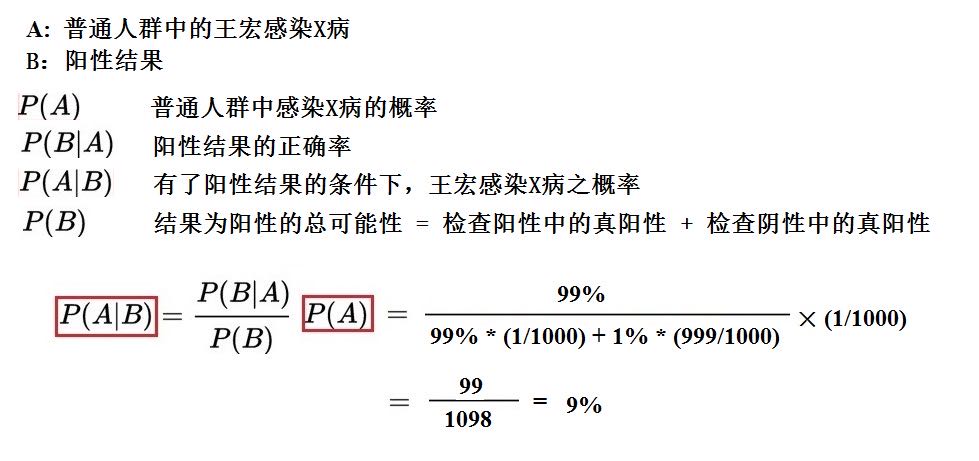 A: 普通人群中的王宏感染X病
B: 阳性结果
P(A) 普通人群中感染X病的概率
P(B|A) 阳性结果的正确率
P(A|B) 有了阳性结果的条件下，王宏感染X病之概率
P(B) 结果为阳性的总可能性 = 检查阳性中的真阳性 + 检查阴性中的真阳性
P(A|B) = P(B|A) / P(B) P(A) = 99% / 99% * (1/1000) + 1% * (999/1000) × (1/1000)
= 99 / 1098 = 9%